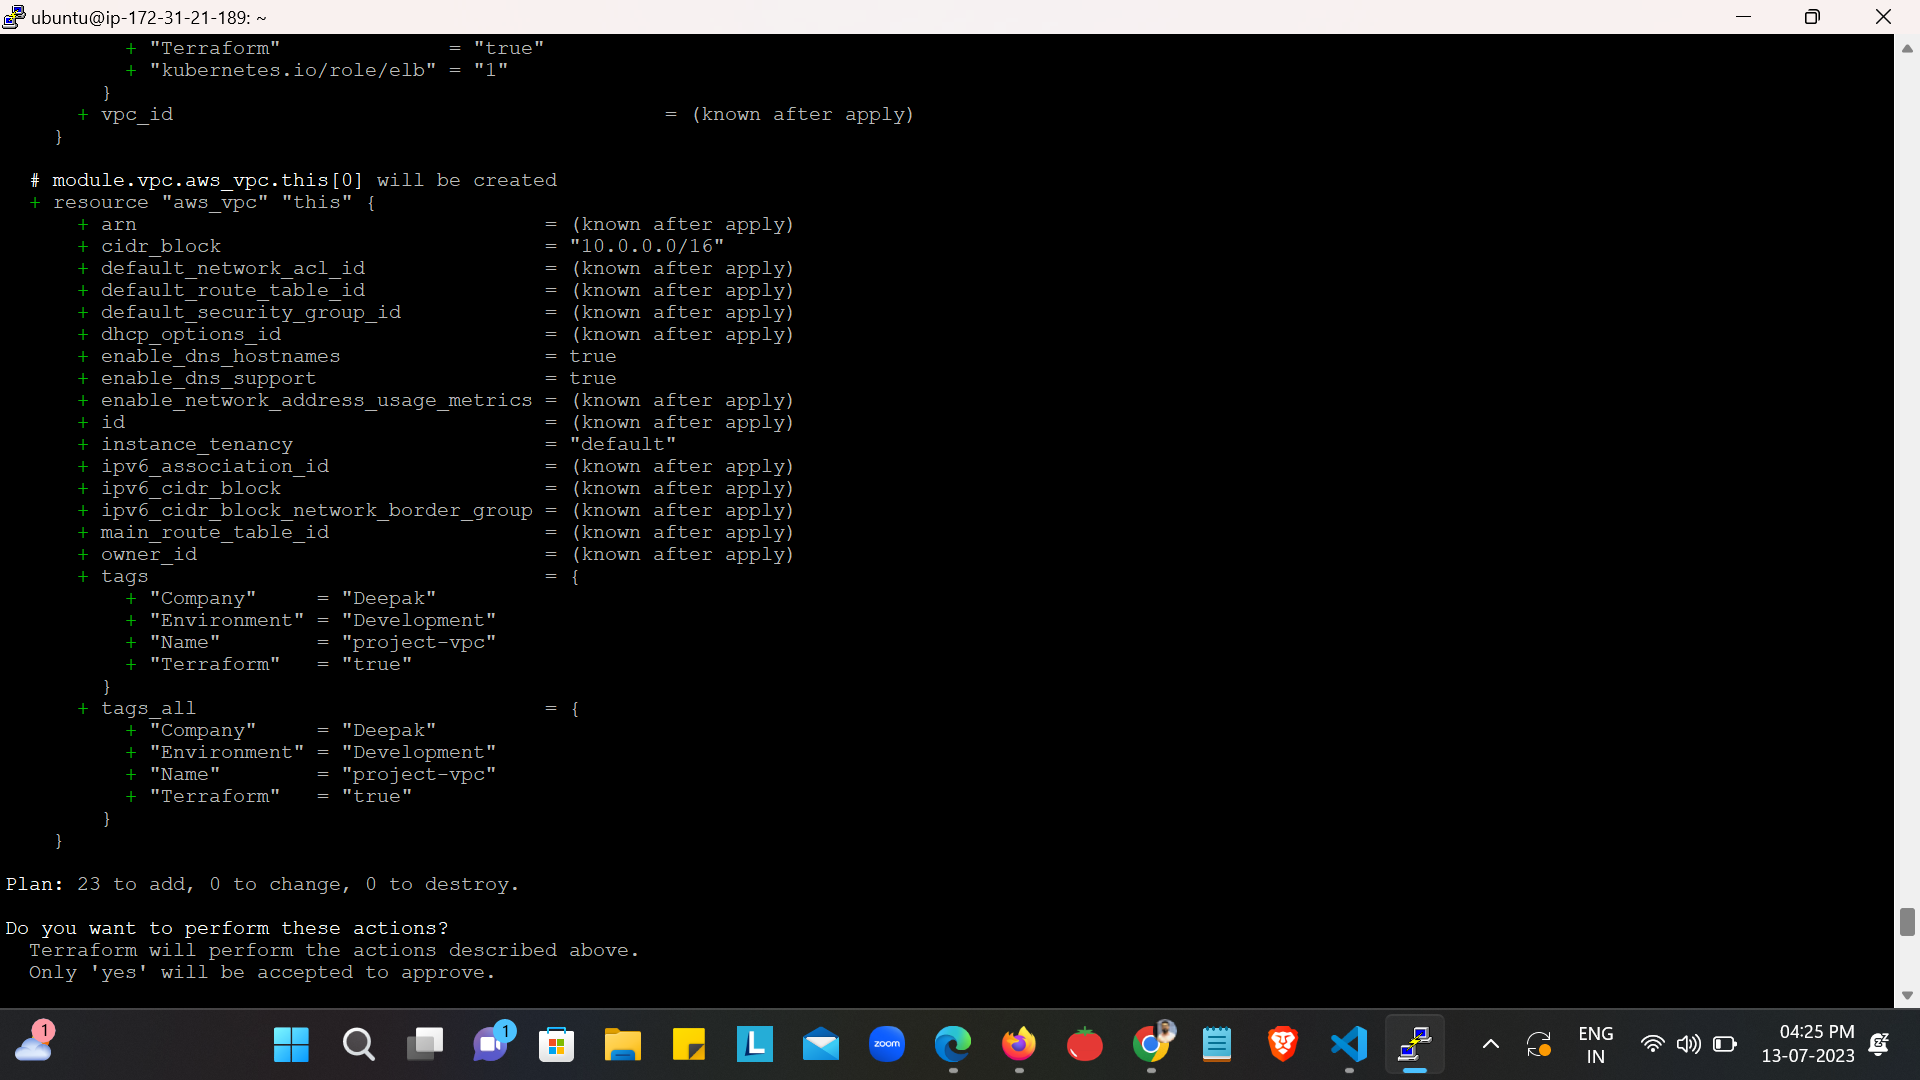 ubuntu@ip-172-31-21-189: ~
+ "Terraform" = "true"
+ "kubernetes.io/role/elb" = "1"
}
+ vpc_id = (known after apply)
}
# module.vpc.aws_vpc.this[0] will be created
+ resource "aws_vpc" "this" {
+ arn = (known after apply)
+ cidr_block = "10.0.0.0/16"
+ default_network_acl_id = (known after apply)
+ default_route_table_id = (known after apply)
+ default_security_group_id = (known after apply)
+ dhcp_options_id = (known after apply)
+ enable_dns_hostnames = true
+ enable_dns_support = true
+ enable_network_address_usage_metrics = (known after apply)
+ id = (known after apply)
+ instance_tenancy = "default"
+ ipv6_association_id = (known after apply)
+ ipv6_cidr_block = (known after apply)
+ ipv6_cidr_block_network_border_group = (known after apply)
+ main_route_table_id = (known after apply)
+ owner_id = (known after apply)
+ tags = {
+ "Company" = "Deepak"
+ "Environment" = "Development"
+ "Name" = "project-vpc"
+ "Terraform" = "true"
}
+ tags_all = {
+ "Company" = "Deepak"
+ "Environment" = "Development"
+ "Name" = "project-vpc"
+ "Terraform" = "true"
}
}
Plan: 23 to add, 0 to change, 0 to destroy.
Do you want to perform these actions?
Terraform will perform the actions described above.
Only 'yes' will be accepted to approve.
1
1
L
zoom
ENG
IN
04:25 PM
13-07-2023